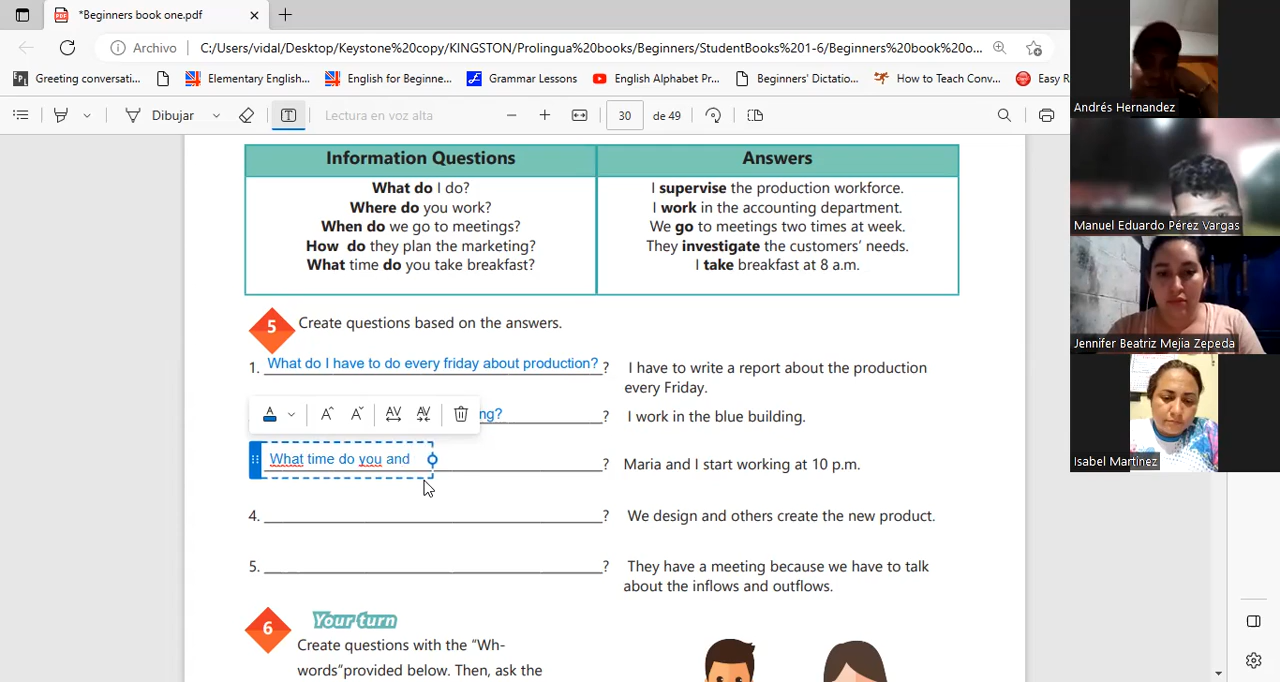 *Beginners book one.pdf
Archivo
C:/Users/vidal/Desktop/Keystone%20copy/KINGSTON/Prolingua%20books/Beginners/StudentBooks%201-6/Beginners%20book%20o...
Greeting conversati...
Elementary English...
English for Beginne...
Grammar Lessons
English Alphabet Pr...
Beginners' Dictatio...
How to Teach Conv...
Easy R
Dibujar
Lectura en voz alta
30
de 49
Information Questions
Answers
What do I do?
I supervise the production workforce.
Where do you work?
I work in the accounting department.
When do we go to meetings?
We go to meetings two times at week.
How do they plan the marketing?
They investigate the customers' needs.
What time do you take breakfast?
I take breakfast at 8 a.m.
5
Create questions based on the answers.
1. What do I have to do every friday about production? ?
I have to write a report about the production
every Friday.
ng? ?
I work in the blue building.
What time do you and ?
Maria and I start working at 10 p.m.
4. ?
We design and others create the new product.
5. ?
They have a meeting because we have to talk
about the inflows and outflows.
6
Your turn
Create questions with the "Wh-
words"provided below. Then, ask the
Andrés Hernandez
Manuel Eduardo Pérez Vargas
Jennifer Beatriz Mejia Zepeda
Isabel Martínez